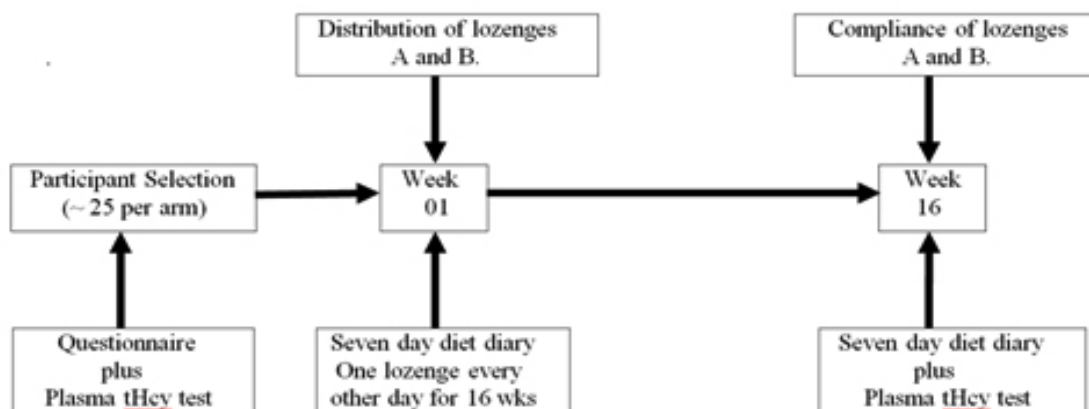 Distribution of lozenges
A and B.
Compliance of lozenges
A and B.
Participant Selection
(~ 25 per arm)
Week
01
Week
16
Questionnaire
plus
Plasma tHcy test
Seven day diet diary
One lozenge every
other day for 16 wks
Seven day diet diary
plus
Plasma tHcy test